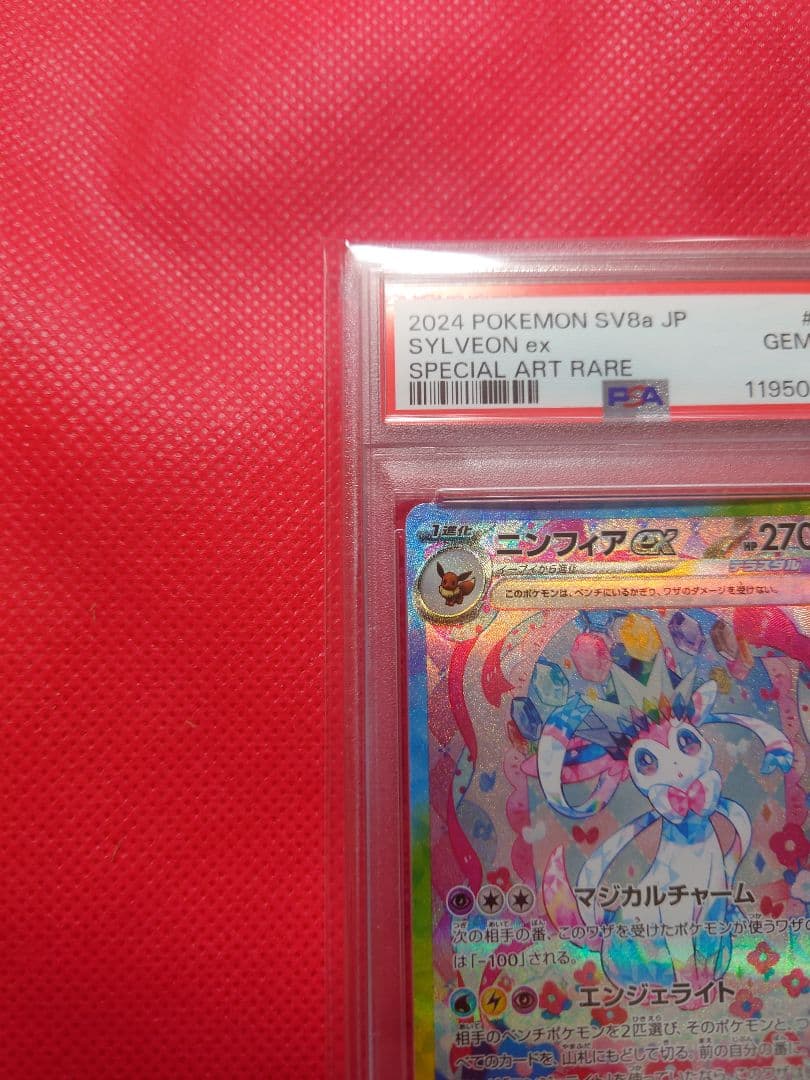 2024 POKEMON SV8a JP
SYLVEON ex GEM
SPECIAL ART RARE
PSA 11950
1進化 ニンフィアex HP270
イーブイから進化 テラスタル
このポケモンは、ベンチにいるかぎり、ワザのダメージを受けない。
マジカルチャーム
次の相手の番、このワザを受けたポケモンが使うワザの
は「-100」される。
エンジェライト
相手のベンチポケモンを2匹選び、そのポケモンと、つ
べてのカードを、山札にもどして切る。前の自分の番に